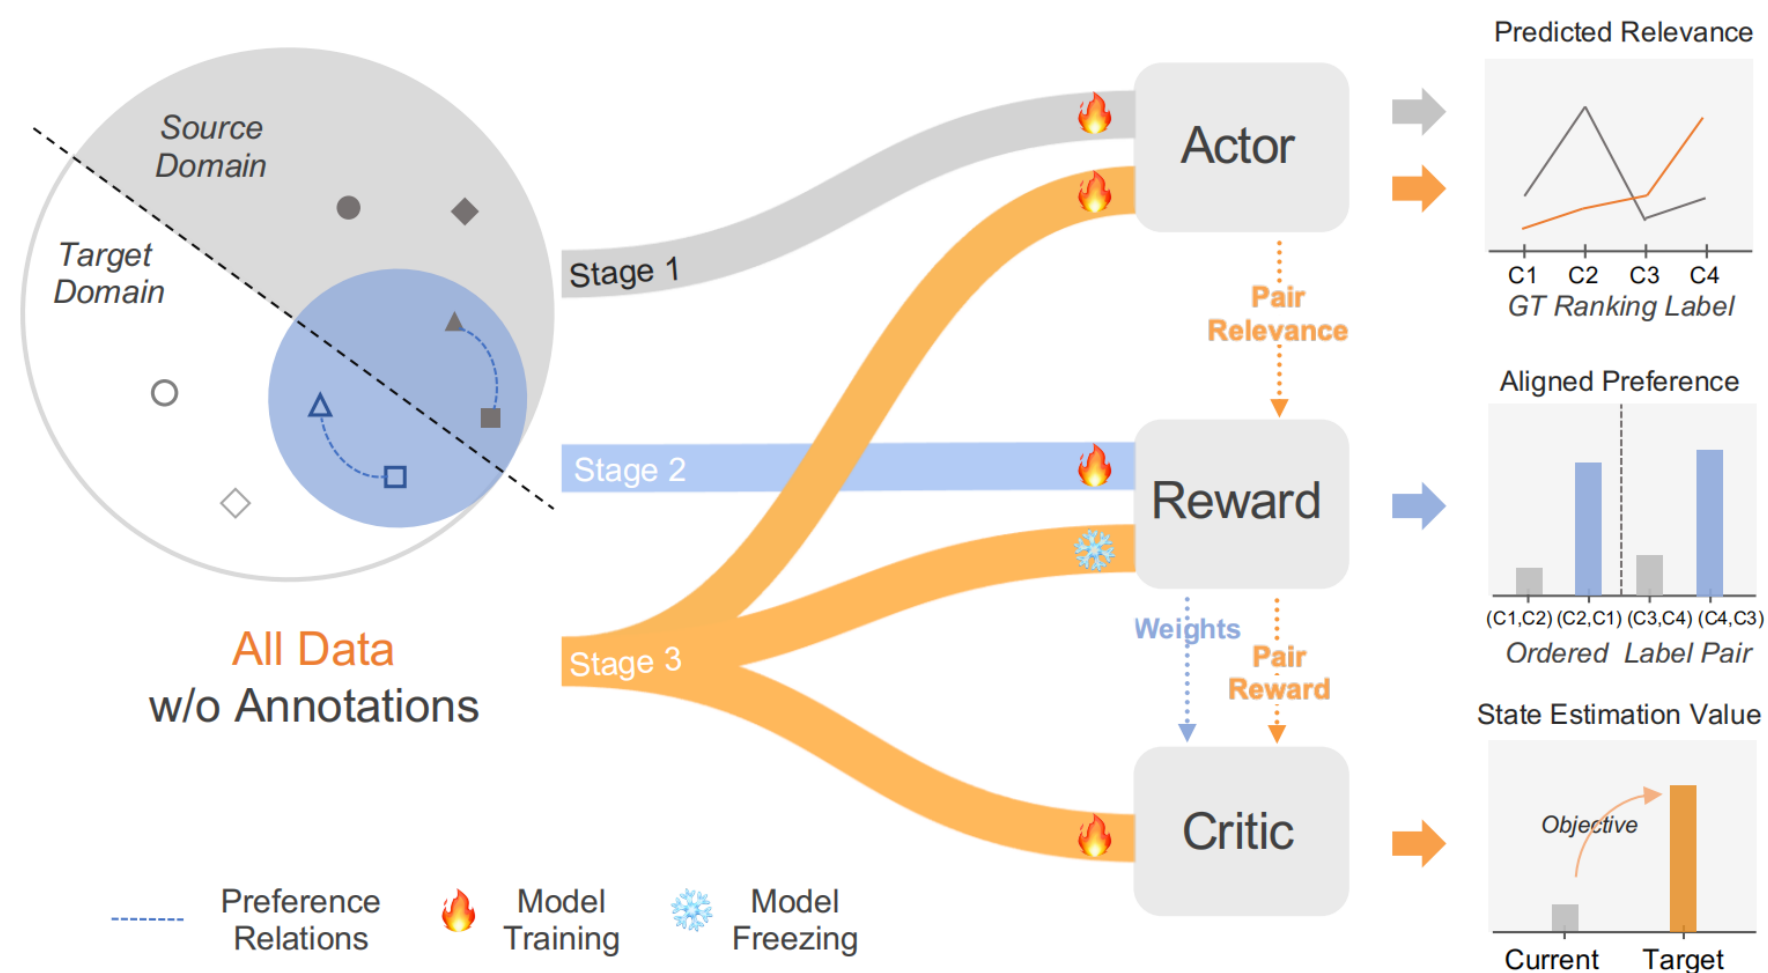 Source
Domain
Target
Domain
All Data
w/o Annotations
Stage 1
Stage 2
Stage 3
Actor
Pair
Relevance
Reward
Weights
Pair
Reward
Critic
Predicted Relevance
C1 C2 C3 C4
GT Ranking Label
Aligned Preference
(C1,C2) (C2,C1) (C3,C4) (C4,C3)
Ordered Label Pair
State Estimation Value
Objective
Current Target
Preference
Relations
Model
Training
Model
Freezing